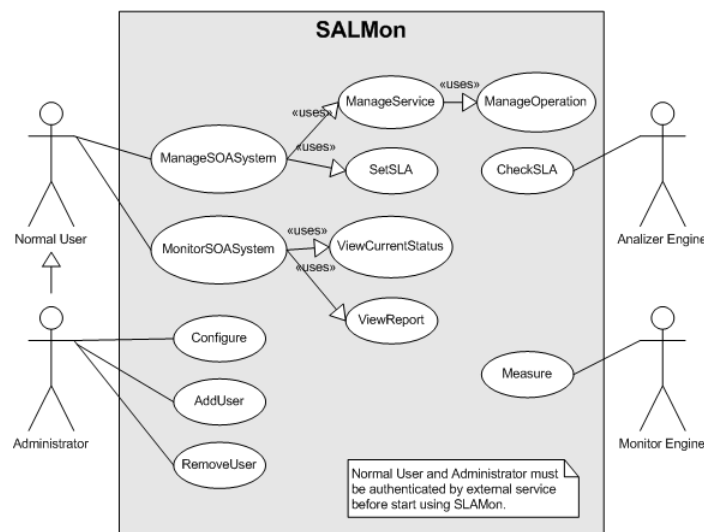 SALMon
«uses»
ManageService
ManageOperation
«uses»
«uses»
ManageSOASystem
SetSLA
CheckSLA
Normal User
Analizer Engine
«uses»
MonitorSOASystem
ViewCurrentStatus
«uses»
ViewReport
Configure
Measure
AddUser
Administrator
Monitor Engine
RemoveUser
Normal User and Administrator must
be authenticated by external service
before start using SLAMon.